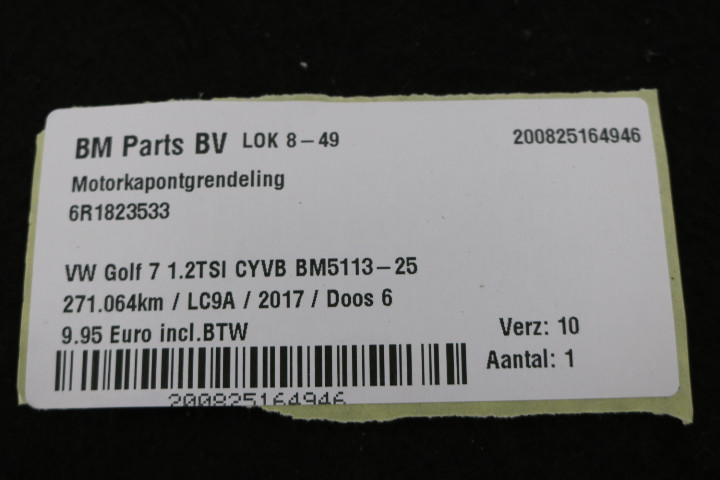 BM Parts BV LOK 8-49 200825164946
Motorkapontgrendeling
6R1823533
VW Golf 7 1.2TSI CYVB BM5113-25
271.064km / LC9A / 2017 / Doos 6
9.95 Euro incl.BTW Verz: 10
Aantal: 1
200825164946